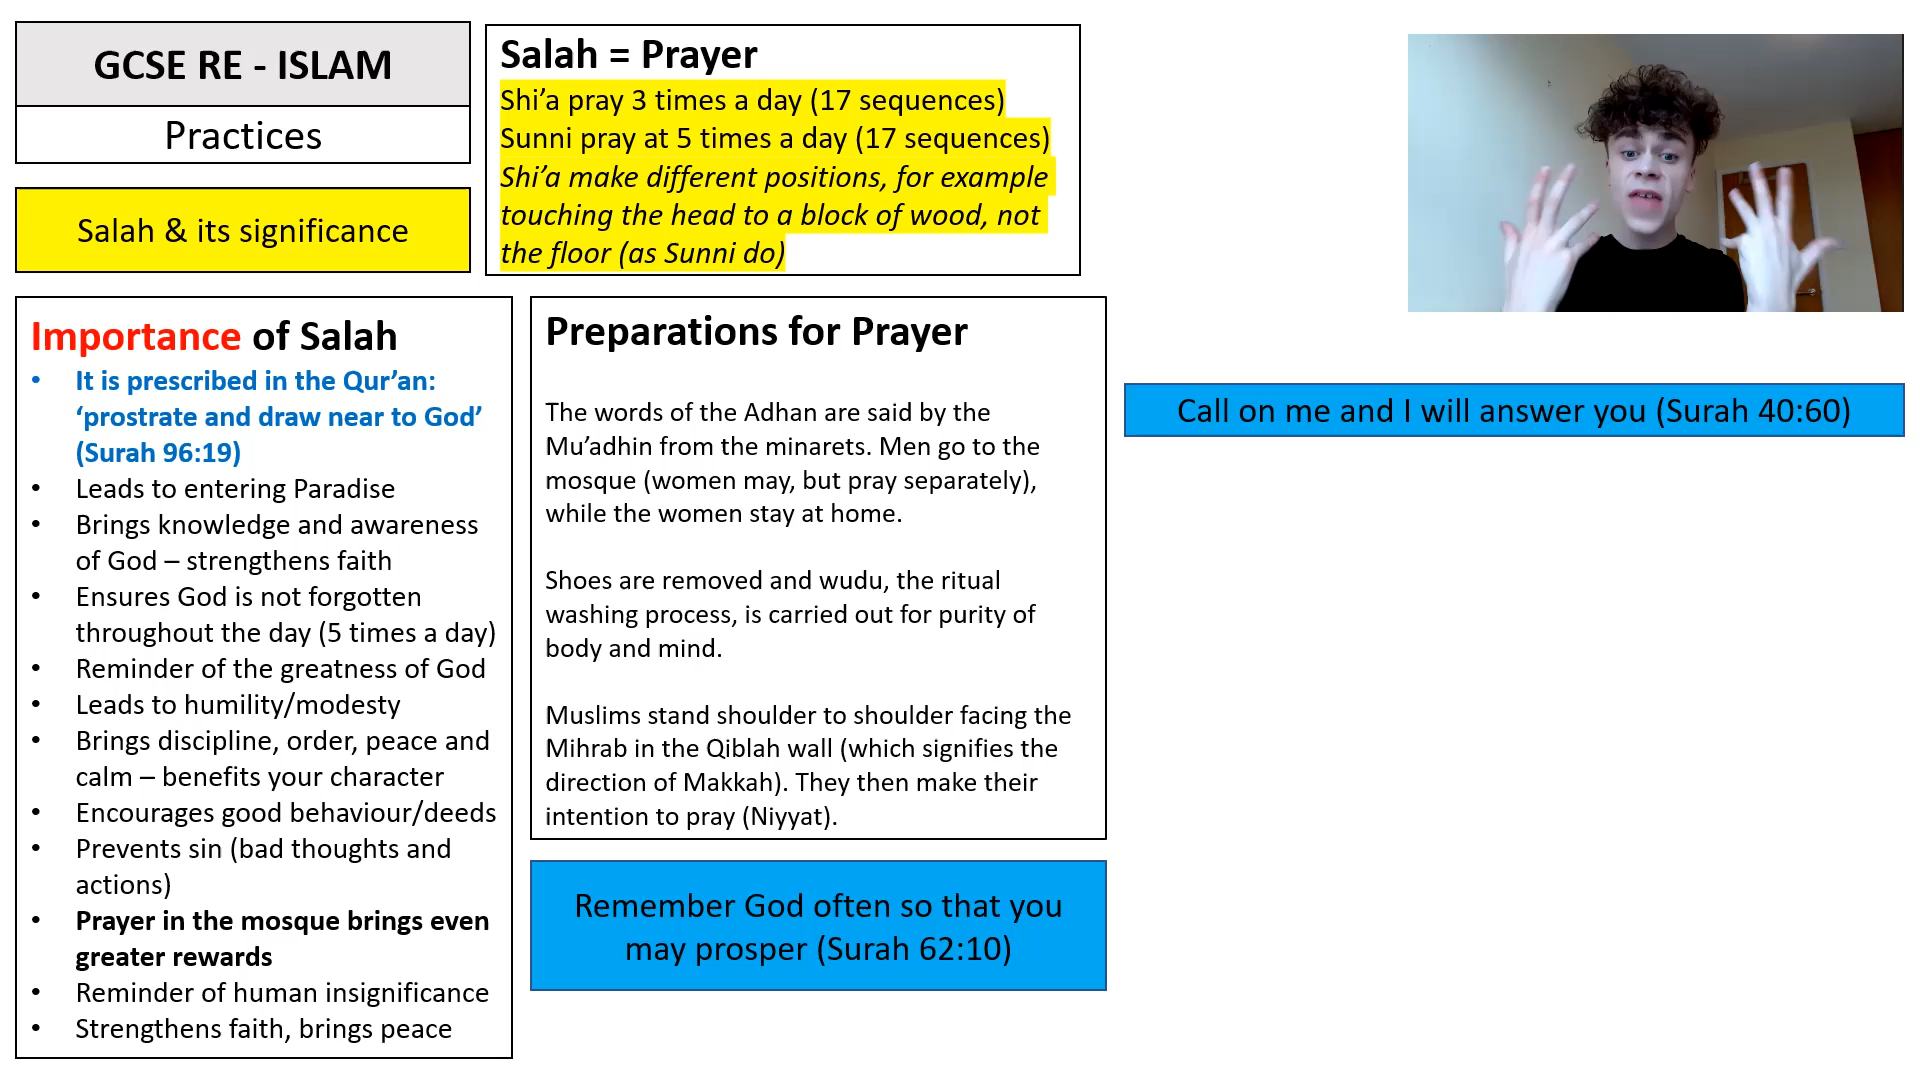 GCSE RE - ISLAM
Practices
Salah & its significance
Salah = Prayer
Shi’a pray 3 times a day (17 sequences)
Sunni pray at 5 times a day (17 sequences)
Shi’a make different positions, for example
touching the head to a block of wood, not
the floor (as Sunni do)
Importance of Salah
• It is prescribed in the Qur’an:
‘prostrate and draw near to God’
(Surah 96:19)
• Leads to entering Paradise
• Brings knowledge and awareness
of God – strengthens faith
• Ensures God is not forgotten
throughout the day (5 times a day)
• Reminder of the greatness of God
• Leads to humility/modesty
• Brings discipline, order, peace and
calm – benefits your character
• Encourages good behaviour/deeds
• Prevents sin (bad thoughts and
actions)
• Prayer in the mosque brings even
greater rewards
• Reminder of human insignificance
• Strengthens faith, brings peace
Preparations for Prayer
The words of the Adhan are said by the
Mu’adhin from the minarets. Men go to the
mosque (women may, but pray separately),
while the women stay at home.
Shoes are removed and wudu, the ritual
washing process, is carried out for purity of
body and mind.
Muslims stand shoulder to shoulder facing the
Mihrab in the Qiblah wall (which signifies the
direction of Makkah). They then make their
intention to pray (Niyyat).
Remember God often so that you
may prosper (Surah 62:10)
Call on me and I will answer you (Surah 40:60)